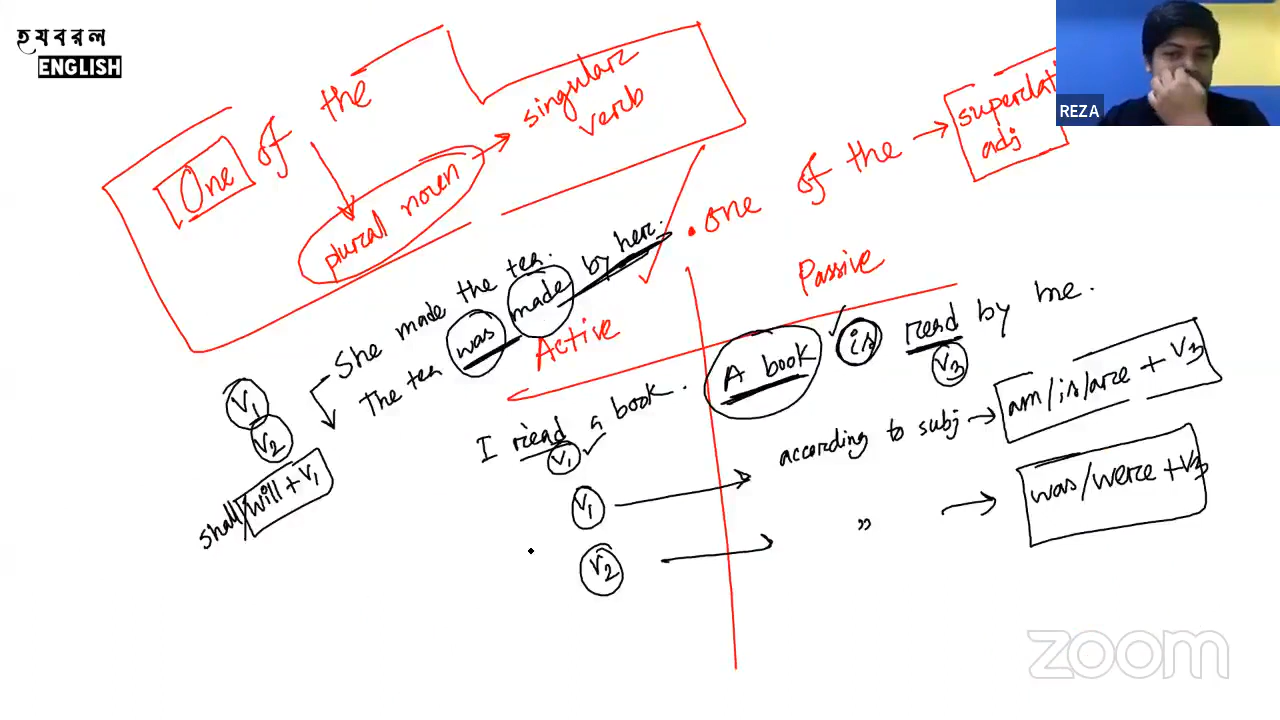 হ য ব র ল
ENGLISH
REZA
One of the
plural noun
singular verb
one of the
adj
She made the tea.
The tea was made by her.
Active
Passive
I read a book.
V1
A book is read by me.
V3
V1
V2
shall/will + V1
V1
according to subj
am/is/are + V3
V2
"
was/were + V3
zoom